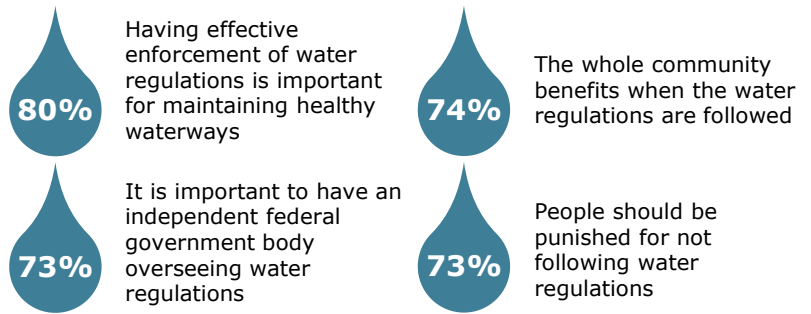 80%
Having effective
enforcement of water
regulations is important
for maintaining healthy
waterways
74%
The whole community
benefits when the water
regulations are followed
73%
It is important to have an
independent federal
government body
overseeing water
regulations
73%
People should be
punished for not
following water
regulations